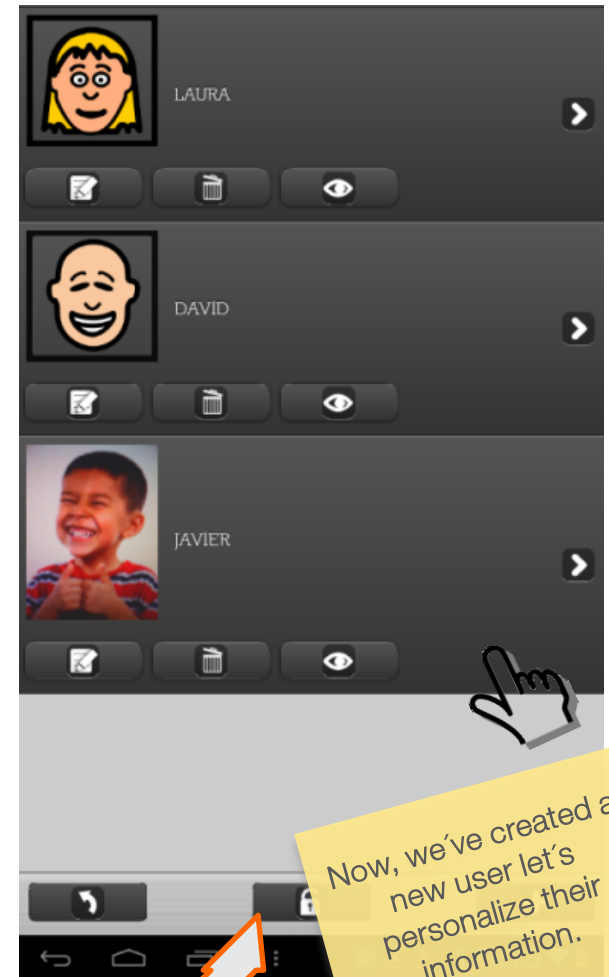 LAURA
DAVID
JAVIER
Now, we´ve created a
new user let´s
personalize their
information.